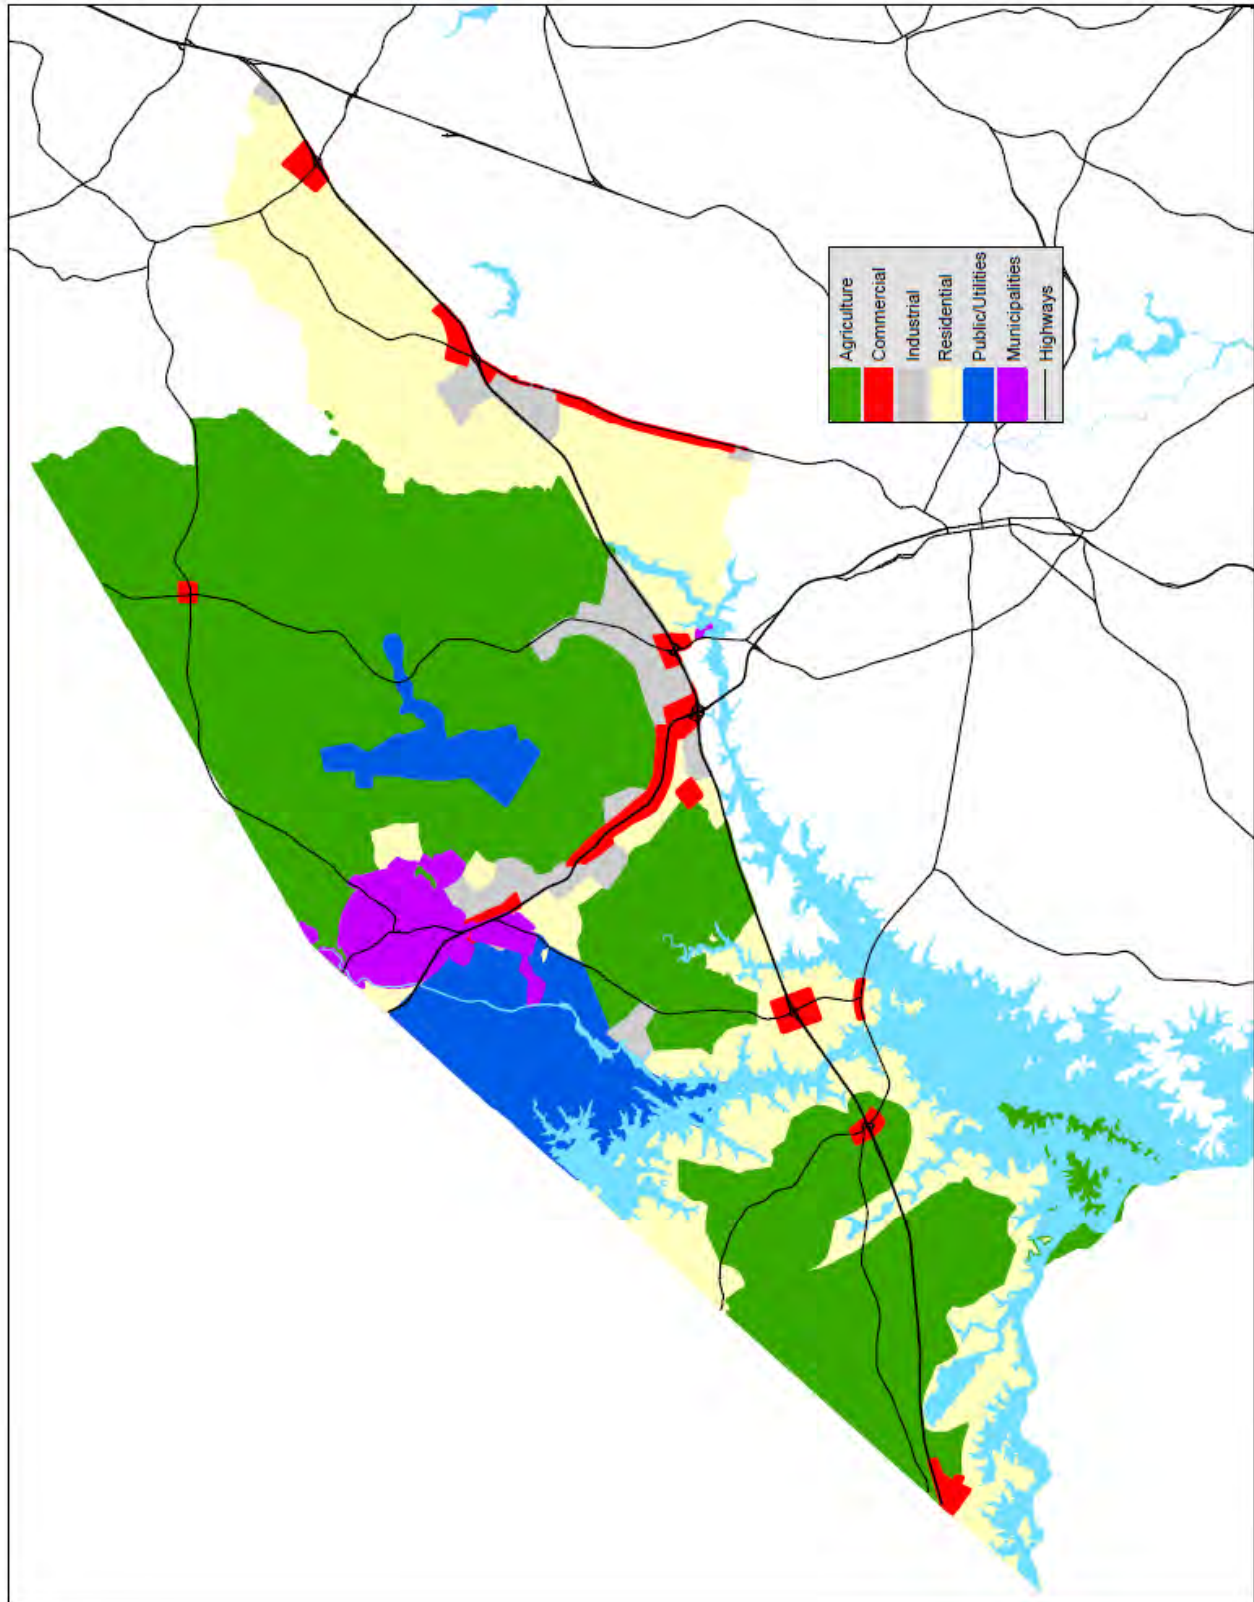 Agriculture
Commercial
Industrial
Residential
Public/Utilities
Municipalities
Highways